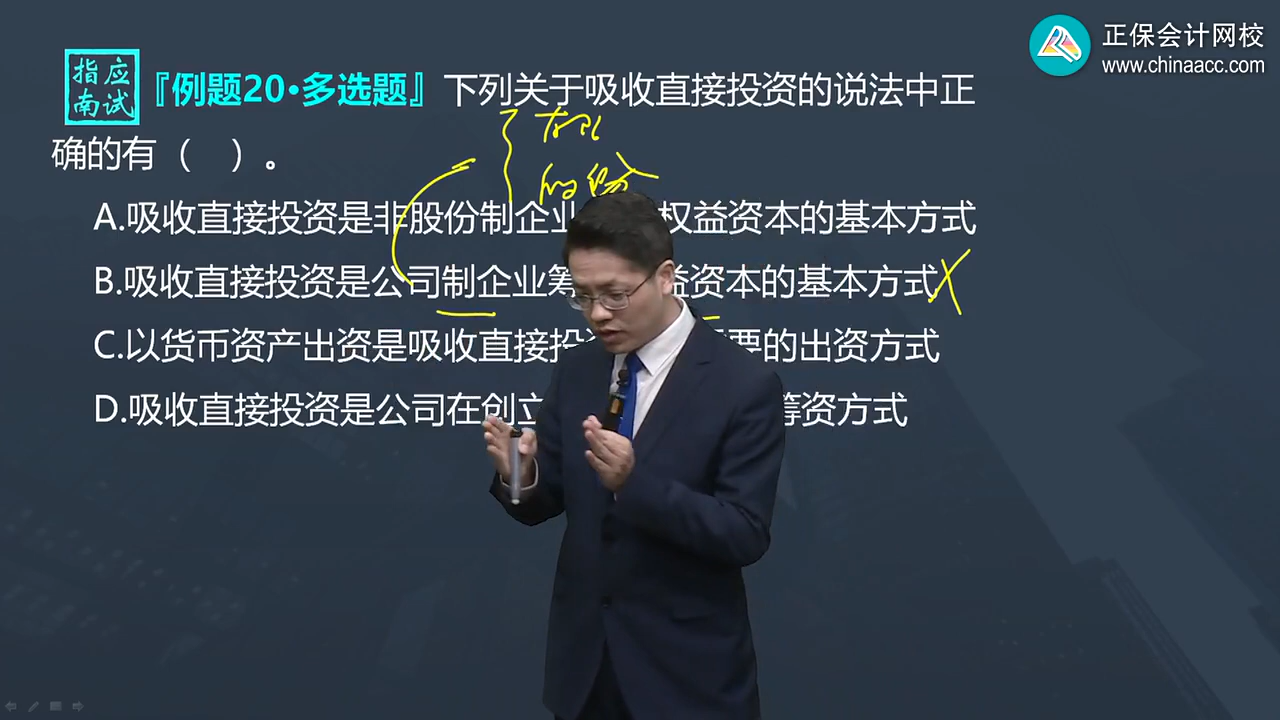 正保会计网校
www.chinaacc.com
应试指南
『例题20·多选题』下列关于吸收直接投资的说法中正
确的有（ ）。
A.吸收直接投资是非股份制企业 权益资本的基本方式
B.吸收直接投资是公司制企业筹 益资本的基本方式
C.以货币资产出资是吸收直接投 要的出资方式
D.吸收直接投资是公司在创立 筹资方式